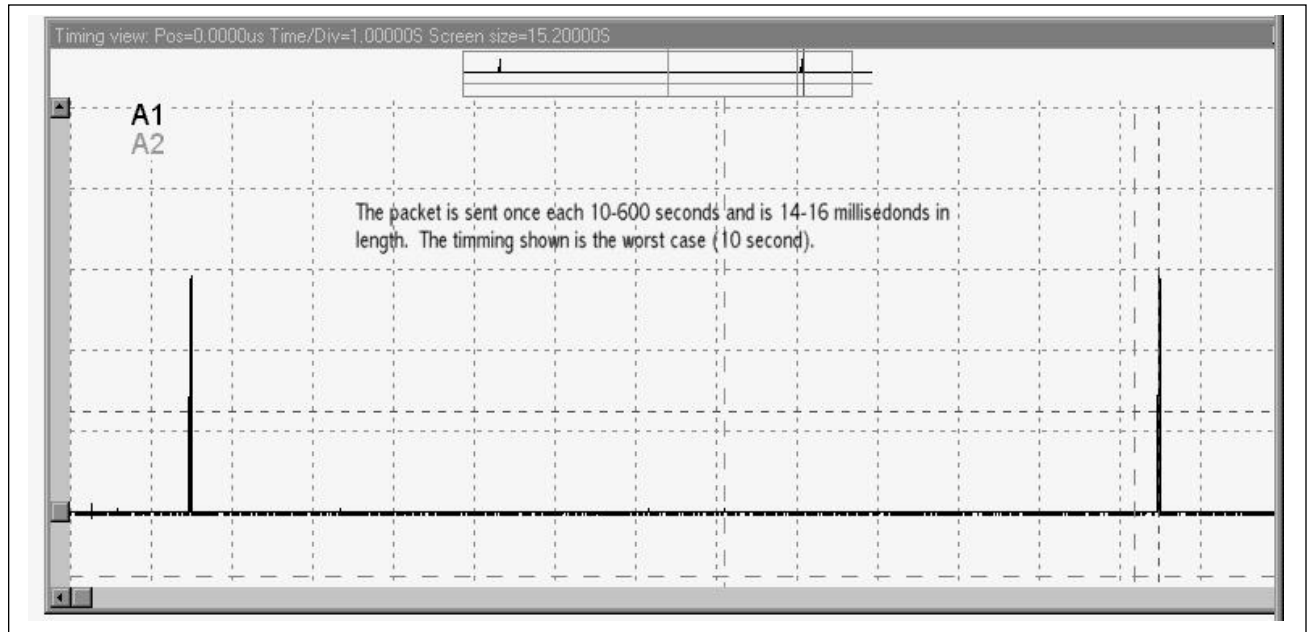 Timing view: Pos=0.0000us Time/Div=1.00000S Screen size=15.20000S
A1
A2
The packet is sent once each 10-600 seconds and is 14-16 millisedonds in
length. The timming shown is the worst case (10 second).